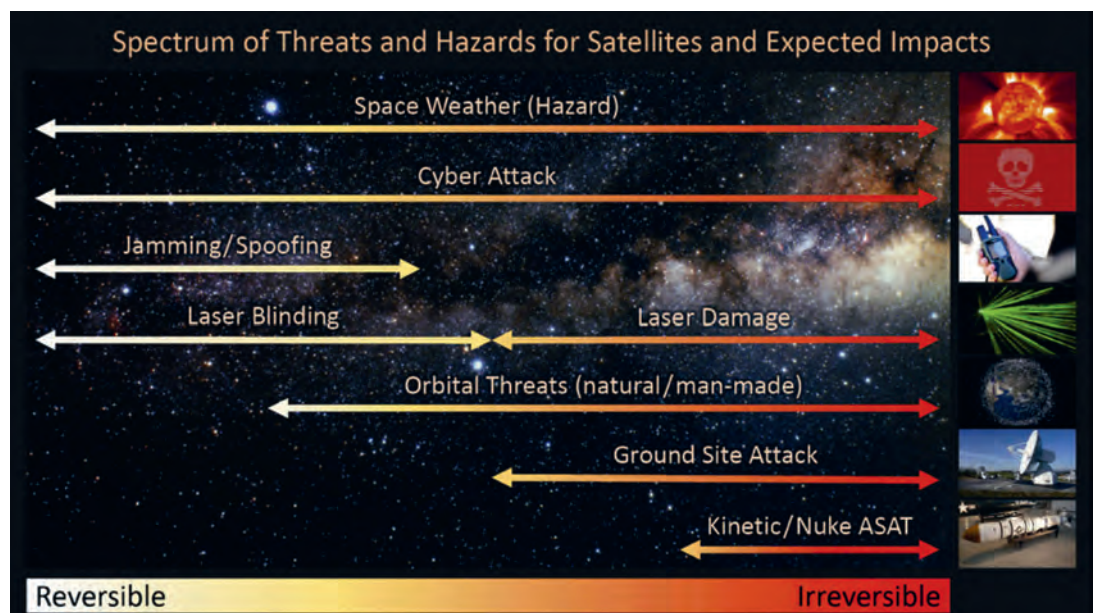 Spectrum of Threats and Hazards for Satellites and Expected Impacts
Space Weather (Hazard)
Cyber Attack
Jamming/Spoofing
Laser Blinding
Laser Damage
Orbital Threats (natural/man-made)
Ground Site Attack
Kinetic/Nuke ASAT
Reversible
Irreversible